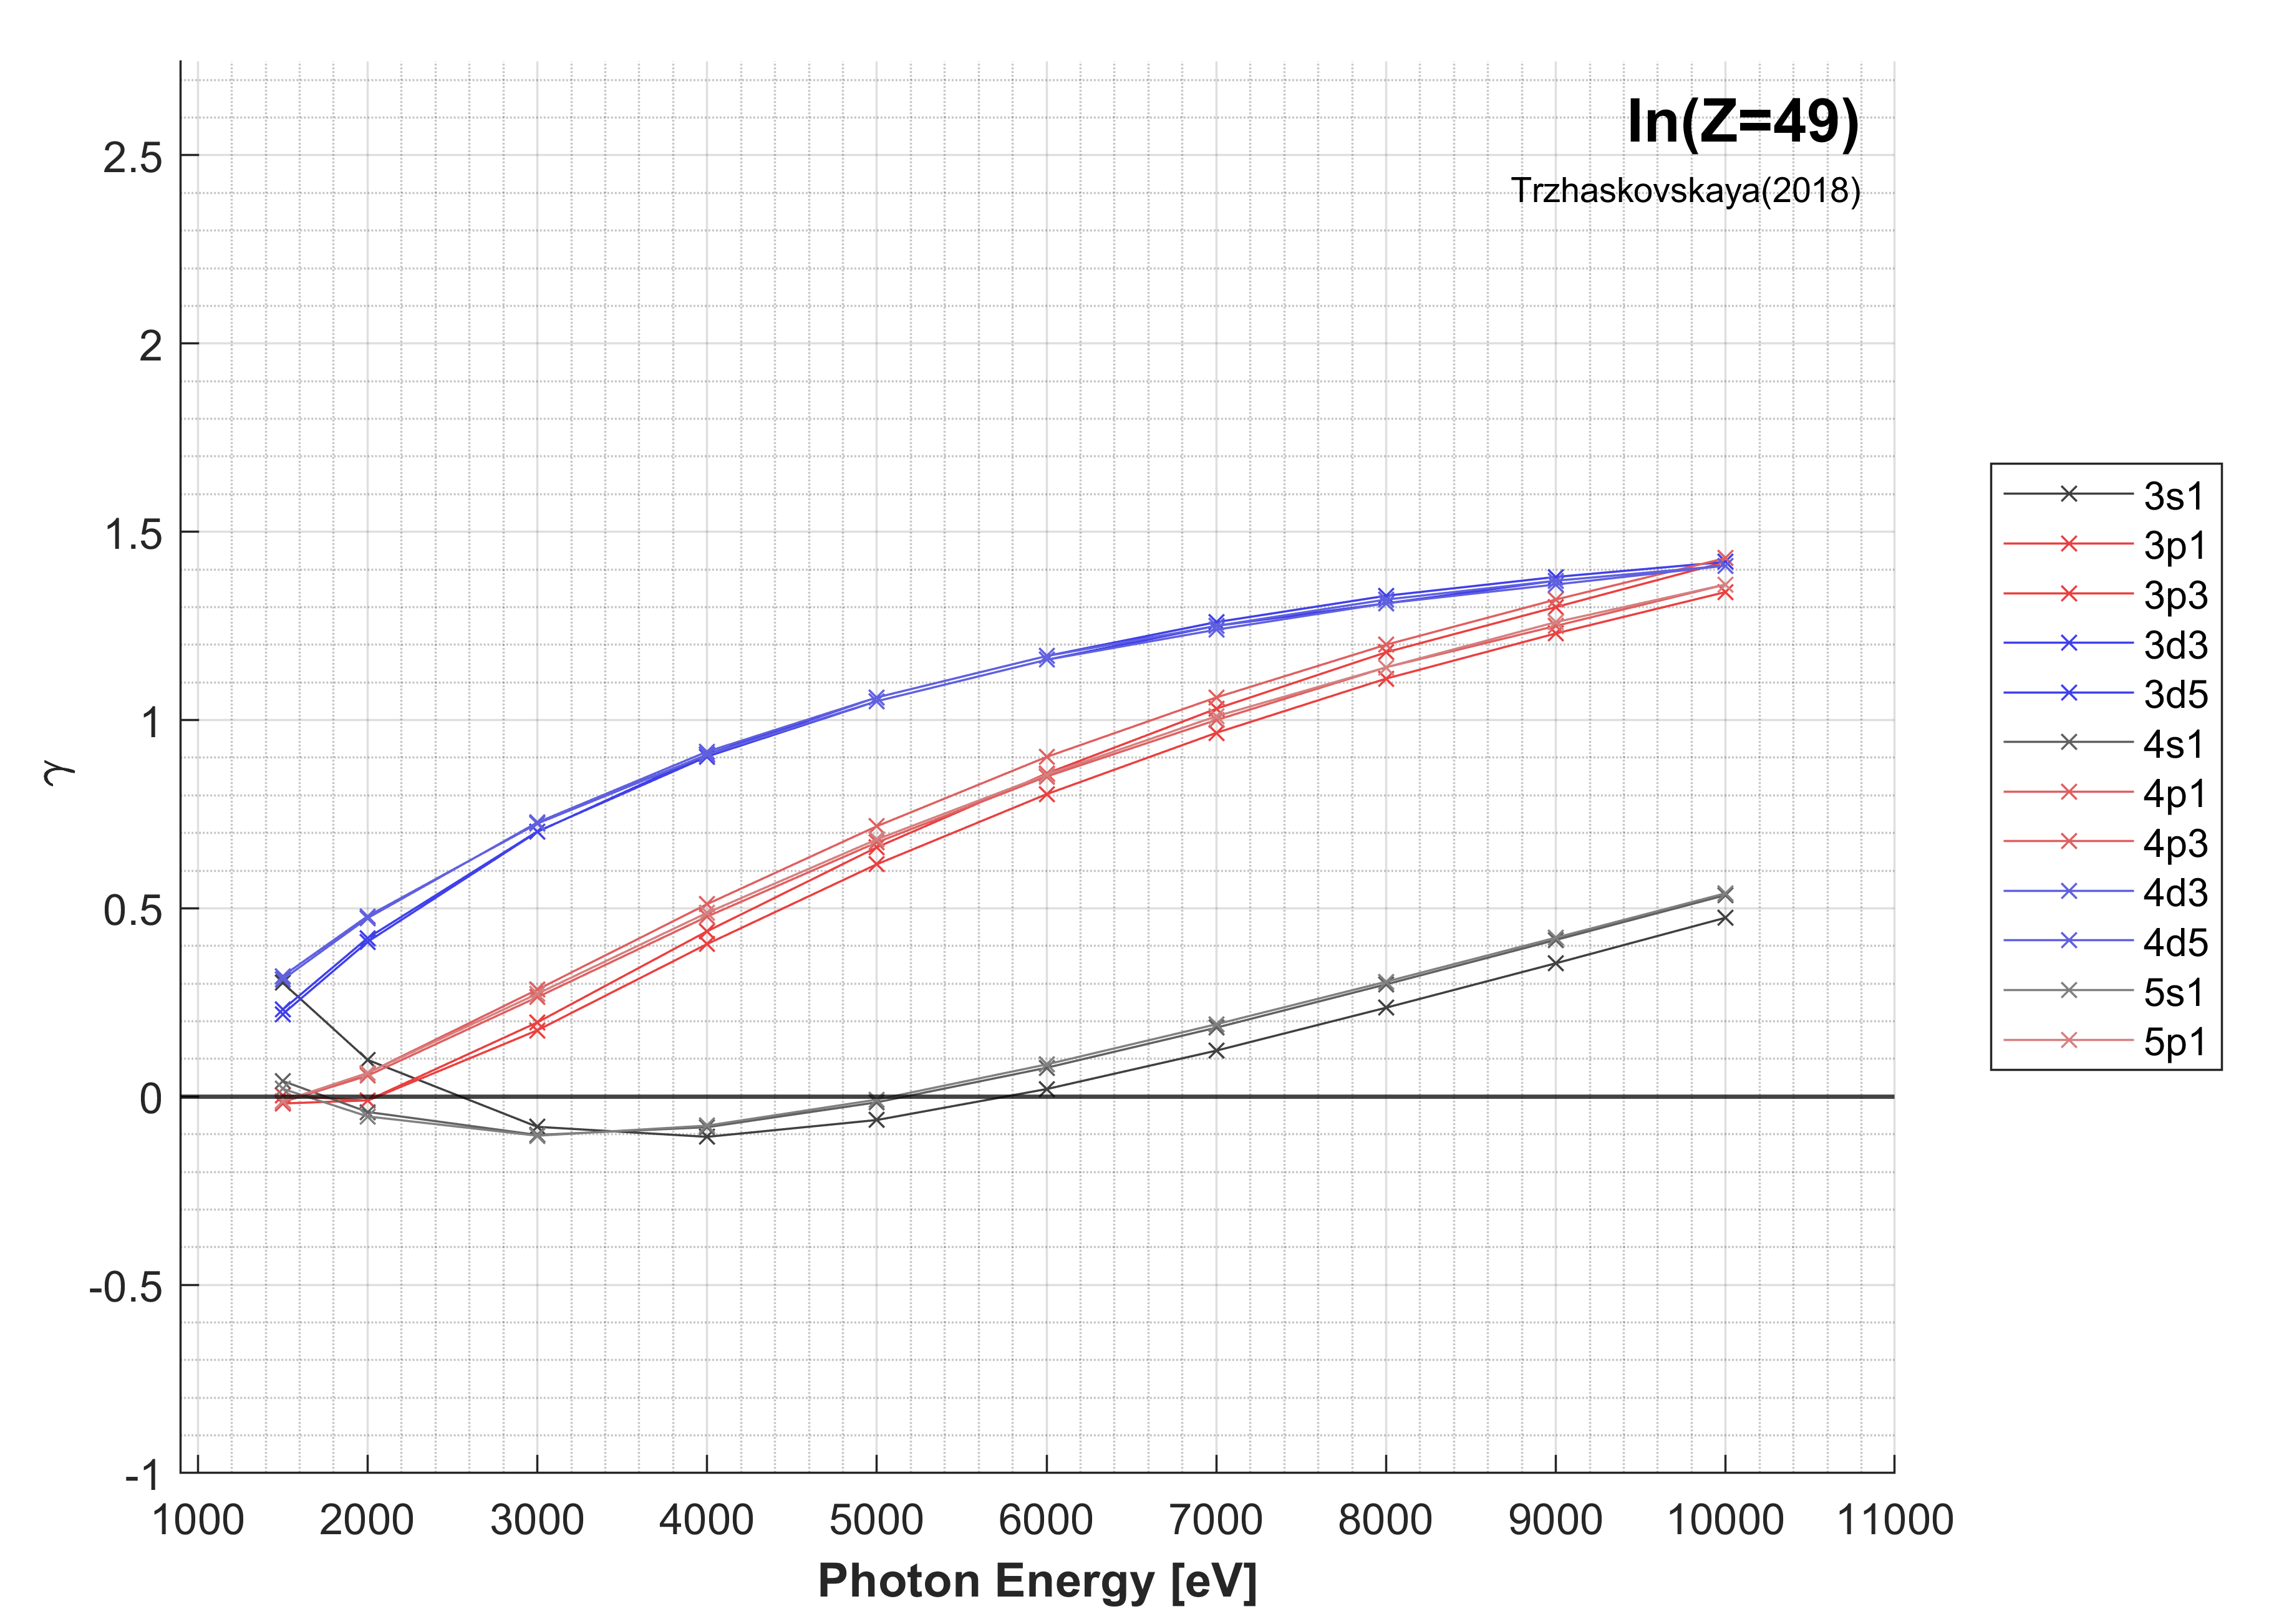 In(Z=49)
Trzhaskovskaya(2018)
2.5
2
1.5
1
0.5
0
-0.5
-1
γ
1000 2000 3000 4000 5000 6000 7000 8000 9000 10000 11000
Photon Energy [eV]
3s1
3p1
3p3
3d3
3d5
4s1
4p1
4p3
4d3
4d5
5s1
5p1